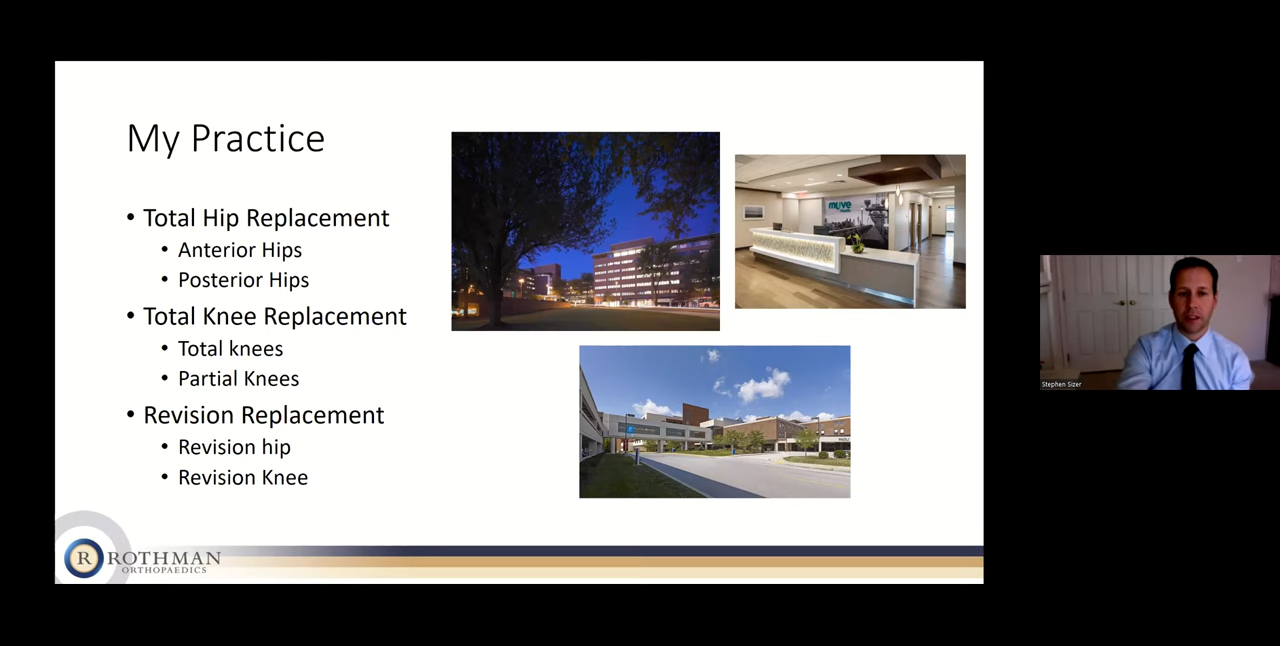 My Practice
• Total Hip Replacement
• Anterior Hips
• Posterior Hips
• Total Knee Replacement
• Total knees
• Partial Knees
• Revision Replacement
• Revision hip
• Revision Knee
R ROTHMAN
ORTHOPAEDICS
Stephen Sizer